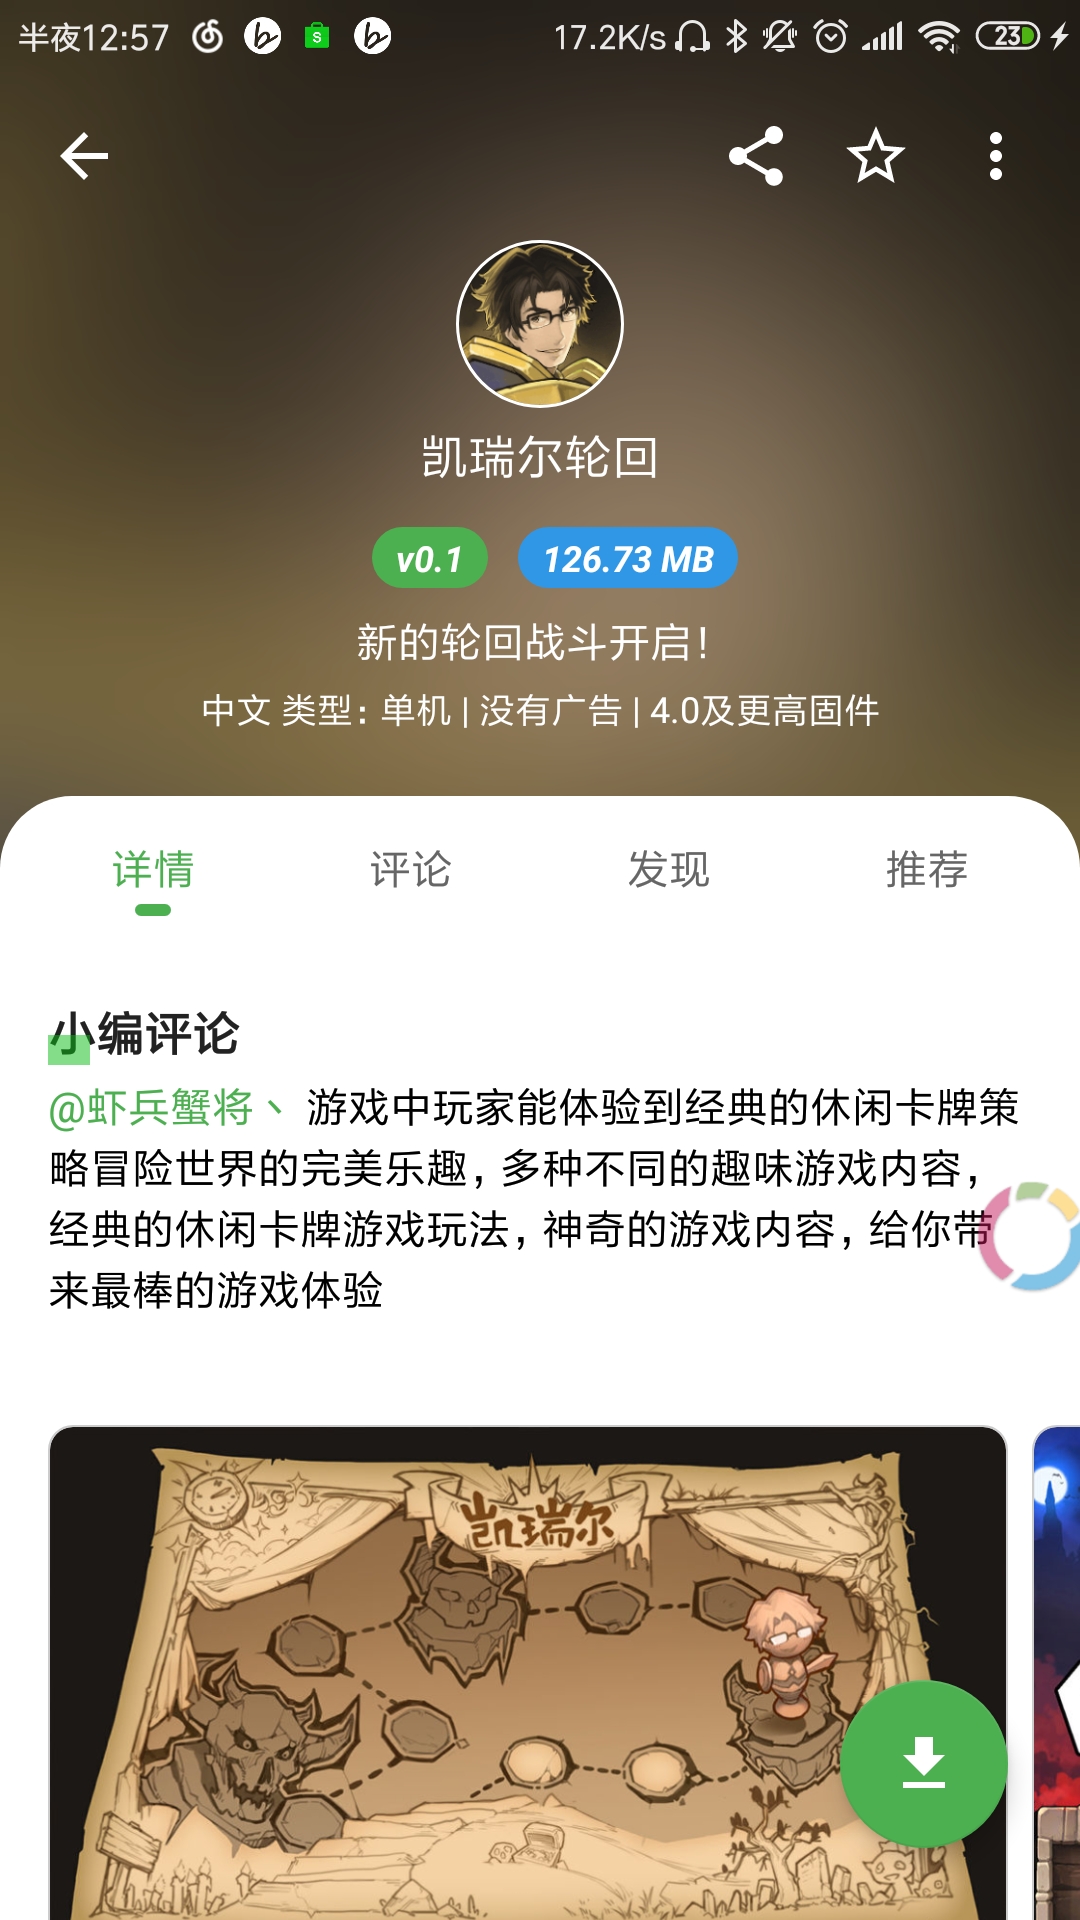 半夜12:57
17.2K/s
23
凯瑞尔轮回
v0.1
126.73 MB
新的轮回战斗开启！
中文 类型：单机 | 没有广告 | 4.0及更高固件
详情
评论
发现
推荐
小编评论
@虾兵蟹将丶 游戏中玩家能体验到经典的休闲卡牌策
略冒险世界的完美乐趣，多种不同的趣味游戏内容，
经典的休闲卡牌游戏玩法，神奇的游戏内容，给你带
来最棒的游戏体验
凯瑞尔